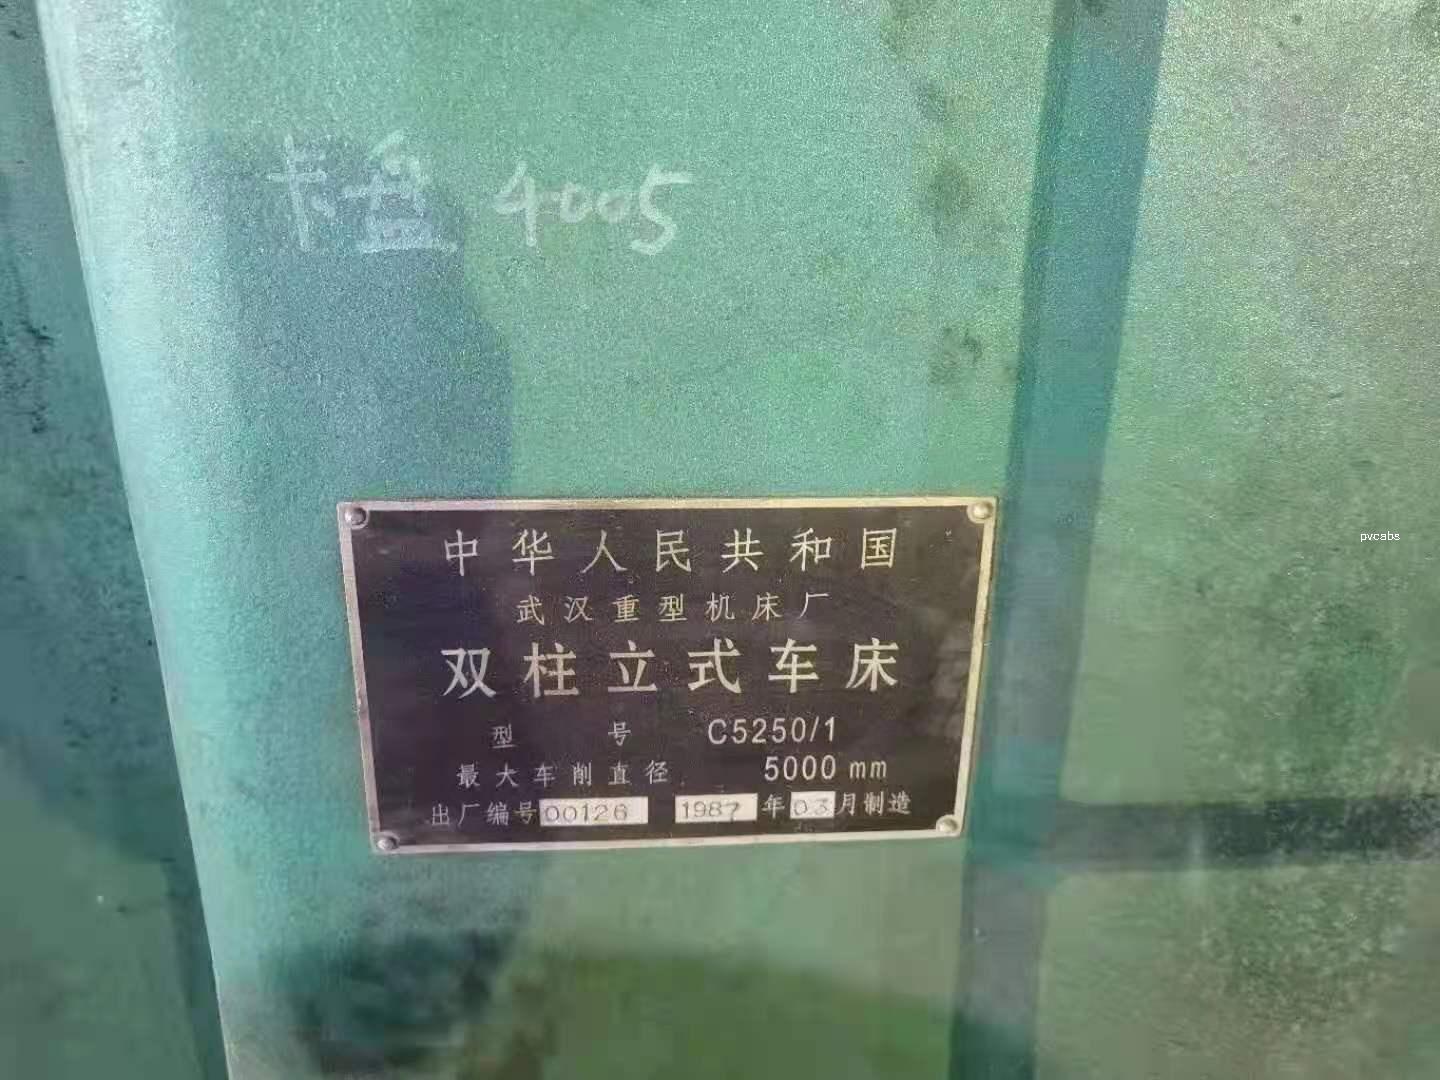 卡盘 4005
中华人民共和国
武汉重型机床厂
双柱立式车床
型 号 C5250/1
最大车削直径 5000 mm
出厂编号 00126 1987 年 03 月制造
pvcabs